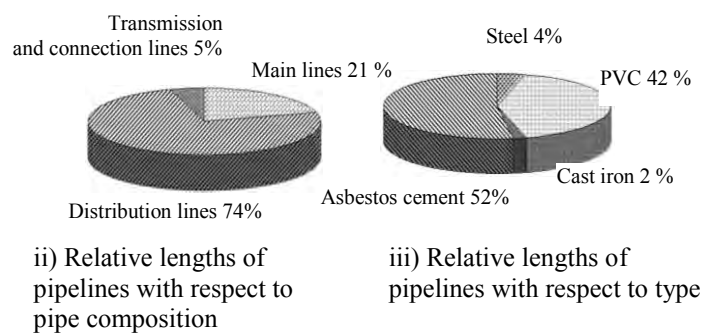 Transmission
and connection lines 5%
Main lines 21 %
Distribution lines 74%
Steel 4%
PVC 42 %
Cast iron 2 %
Asbestos cement 52%
ii) Relative lengths of
pipelines with respect to
pipe composition
iii) Relative lengths of
pipelines with respect to type